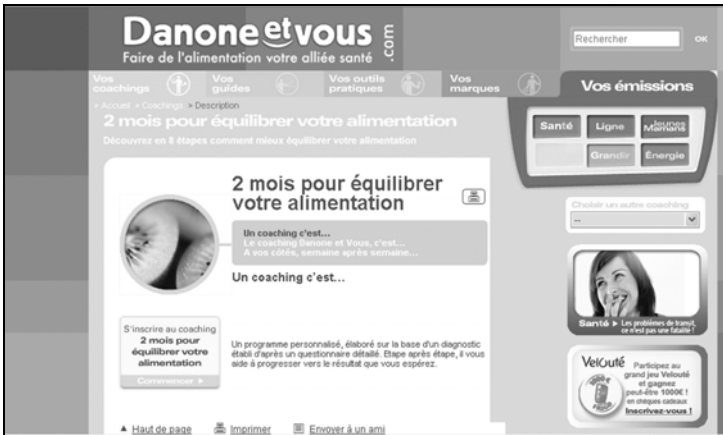 Danone et vous .com
Faire de l'alimentation votre alliée santé
Rechercher
OK
Vos coachings
Vos guides
Vos outils pratiques
Vos marques
Vos émissions
» Accueil » Coachings » Description
2 mois pour équilibrer votre alimentation
Découvrez en 8 étapes comment mieux équilibrer votre alimentation
Santé
Ligne
Jeunes Mamans
Grandir
Énergie
2 mois pour équilibrer
votre alimentation
Un coaching c'est...
Le coaching Danone et Vous, c'est...
A vos côtés, semaine après semaine...
Un coaching c'est...
S'inscrire au coaching
2 mois pour
équilibrer votre
alimentation
Commencer
Un programme personnalisé, élaboré sur la base d'un diagnostic
établi d'après un questionnaire détaillé. Etape après étape, il vous
aide à progresser vers le résultat que vous espérez.
Haut de page
Imprimer
Envoyer à un ami
Choisir un autre coaching
--
Santé
Les problèmes de transit,
ce n'est pas une fatalité !
Velouté
Participez au
grand jeu Velouté
et gagnez
peut-être 1000€ !
en chèques cadeaux
Inscrivez-vous !